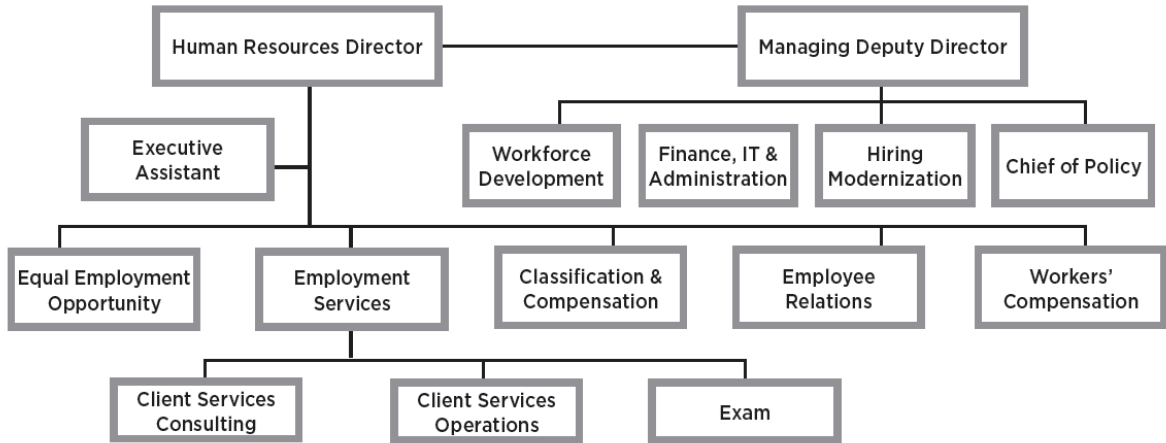 Human Resources Director
Managing Deputy Director
Executive
Assistant
Workforce
Development
Finance, IT &
Administration
Hiring
Modernization
Chief of Policy
Equal Employment
Opportunity
Employment
Services
Classification &
Compensation
Employee
Relations
Workers’
Compensation
Client Services
Consulting
Client Services
Operations
Exam